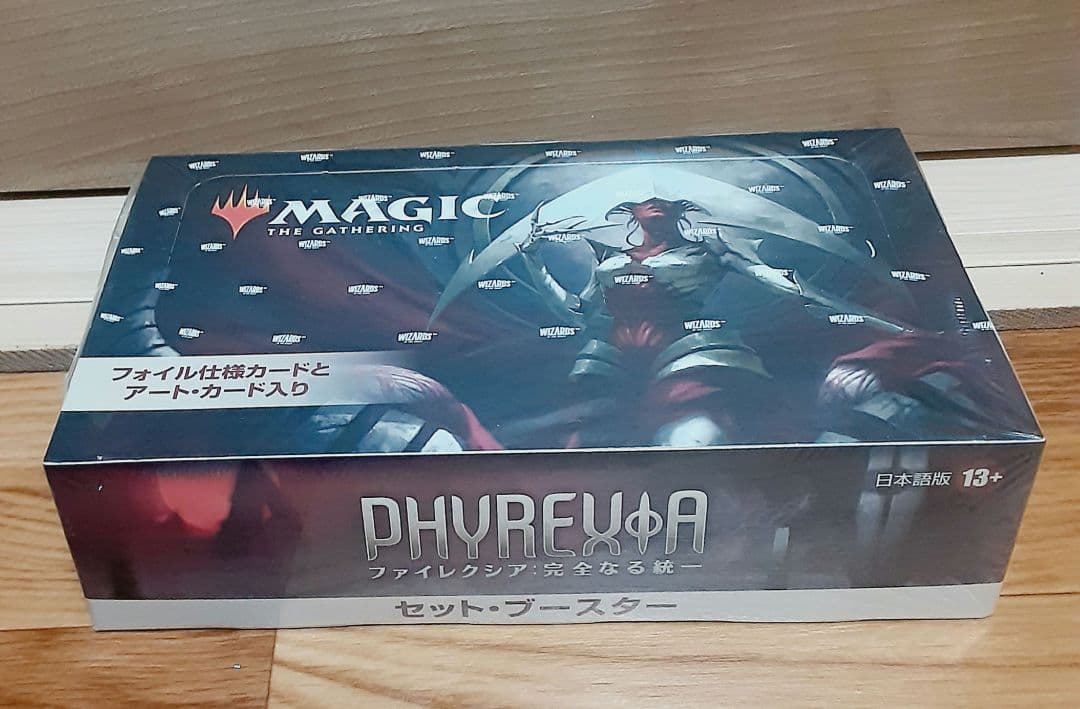 MAGIC
THE GATHERING
WIZARDS
フォイル仕様カードと
アート・カード入り
日本語版 13+
PHYREXIA
ファイレクシア:完全なる統一
セット・ブースター